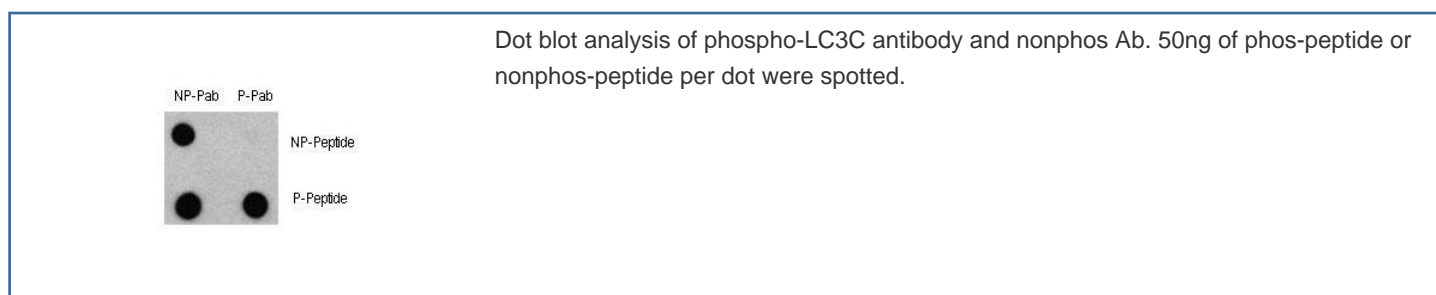 Dot blot analysis of phospho-LC3C antibody and nonphos Ab. 50ng of phos-peptide or
nonphos-peptide per dot were spotted.
NP-Pab P-Pab
NP-Peptide
P-Peptide